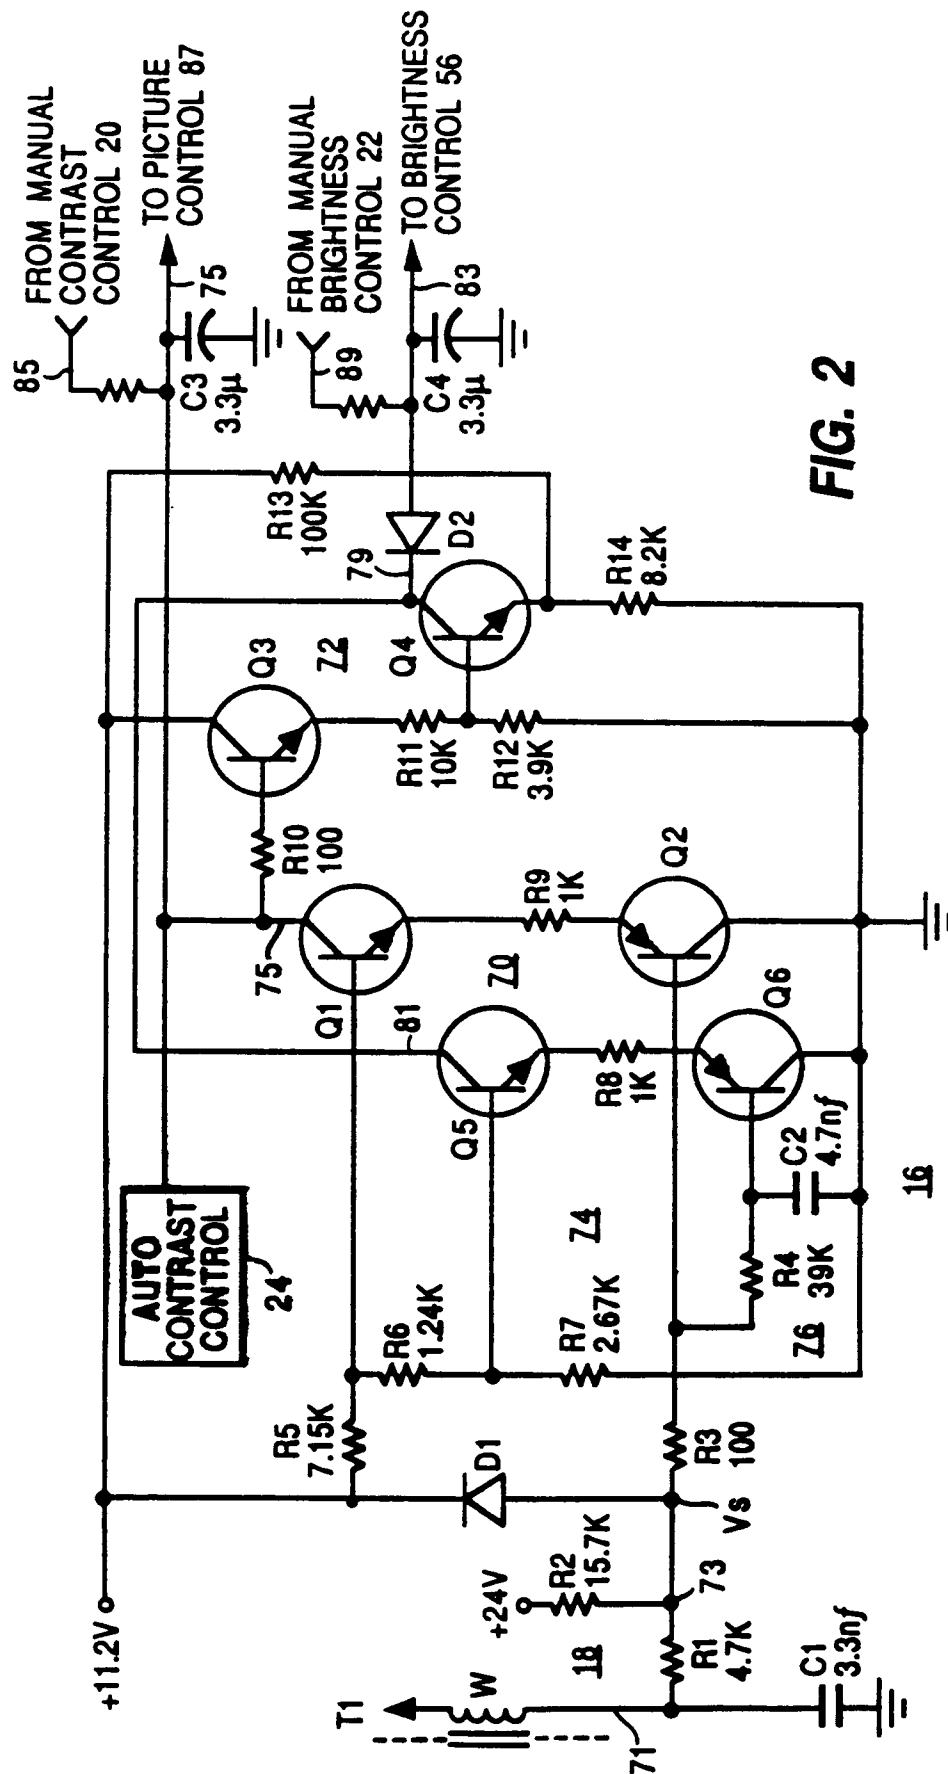 +11.2V
AUTO
CONTRAST
CONTROL
24
85
FROM MANUAL
CONTRAST
CONTROL 20
TO PICTURE
CONTROL 87
75
C3
3.3μ
FROM MANUAL
BRIGHTNESS
CONTROL 22
89
TO BRIGHTNESS
CONTROL 56
83
C4
3.3μ
R13
100K
79
D2
Q3
72
Q4
R14
8.2K
R10
100
R11
10K
R12
3.9K
75
Q1
R9
1K
Q2
70
81
Q5
R8
1K
Q6
R5
7.15K
R6
1.24K
74
R7
2.67K
C2
4.7nf
R4
39K
76
16
D1
R3
100
Vs
+24V
R2
15.7K
73
18
R1
4.7K
T1
W
71
C1
3.3nf
FIG. 2